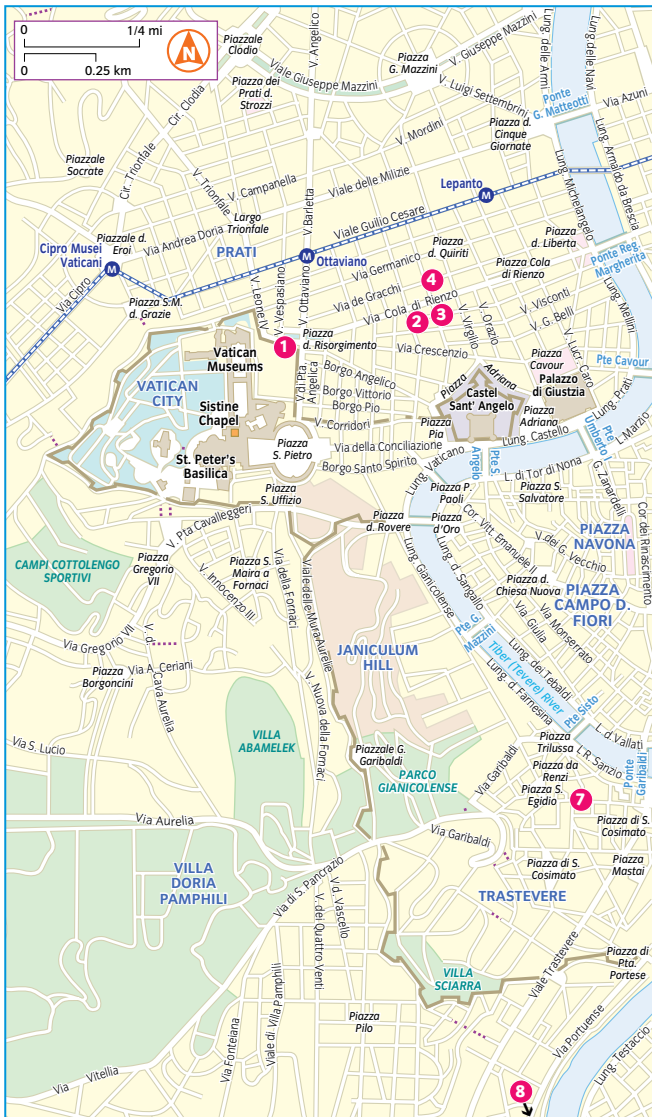 0
1/4 mi
0
0.25 km
N
Piazzale
Clodio
V. Angelico
Piazza
G. Mazzini
V. Giuseppe Mazzini
Lung. delle Armi
Lung. delle Navi
Viale Giuseppe Mazzini
Piazza dei
Prati d.
Strozzi
Cir. Clodia
V. Luigi Settembrini
Ponte
G. Matteotti
Via Azuni
Piazza d.
Cinque
Giornate
V. Mordini
Piazzale
Socrate
Cir. Trionfale
V. Trionfale
V. Campanella
Viale delle Milizie
Lepanto
M
Lung. Michelangelo
Lung. Arnaldo da Brescia
Largo
Trionfale
V. Barletta
Viale Gulio Cesare
Piazzale d.
Eroi
Via Andrea Doria
PRATI
Cipro Musei
Vaticani
M
M
Ottaviano
Piazza
d. Quiriti
Piazza
d. Liberta
Piazza Cola
di Rienzo
Ponte Reg.
Margherita
Via Cipro
Via Germanico
4
Piazza S.M.
d. Grazie
V. Leone IV
V. Vespasiano
V. Ottaviano
Via de Gracchi
Via Cola di Rienzo
2
3
V. Virgilio
V. Orazio
V. Visconti
V. G. Belli
Lung. Mellini
1
Piazza
d. Risorgimento
Via Crescenzio
V. Lucr. Caro
Piazza
Cavour
Pte Cavour
Vatican
Museums
VATICAN
CITY
V di Pta.
Angelica
Borgo Angelico
Borgo Vittorio
Borgo Pio
Piazza
Adriana
Castel
Sant' Angelo
Palazzo
di Giustzia
Lung. Prati
Sistine
Chapel
V. Corridori
Piazza
Pia
Piazza
Adriana
Pte
Umberto I
L.Marzio
Piazza
S. Pietro
Via della Conciliazione
Lung. Castello
St. Peter's
Basilica
Borgo Santo Spirito
Lung. Vaticano
Pte S.
Angelo
L. di Tor di Nona
G. Zanardelli
Piazza
S. Uffizio
Piazza P.
Paoli
Piazza S.
Salvatore
V. Pta Cavalleggeri
Piazza
d. Rovere
Piazza
d'Oro
Cor. Vitt. Emanuele II
PIAZZA
NAVONA
Cor. dei Rinascimento
CAMPI COTTOLENGO
SPORTIVI
Piazza
Gregorio
VII
Piazza S.
Maira a
Fornaci
Via della Fornaci
Viale delle Mura Aurelie
Lung. Gianicolense
Lung. d. Sangallo
V. dei G. Vecchio
Piazza d.
Chiesa Nuova
V. Innocenzo III
PIAZZA
CAMPO D.
FIORI
Via Gregorio VII
V. d.
Cava Aurelia
JANICULUM
HILL
Pte G.
Mazzini
Via Giulia
Via Monserrato
Piazza
Borgoncini
Via A. Ceriani
Tiber (Tevere) River
Lung. dei Tebaldi
Lung. d. Farnesina
V. Nuova della Fornaci
Pte Sisto
Via S. Lucio
VILLA
ABAMELEK
Piazzale G.
Garibaldi
Via Garibaldi
Piazza
Trilussa
L.d.Vallati
L.R. Sanzio
Ponte
Garibaldi
PARCO
GIANICOLENSE
Piazza da
Renzi
Piazza S.
Egidio
7
Via Aurelia
Via Garibaldi
Piazza di S.
Cosimato
VILLA
DORIA
PAMPHILI
Via di S. Pancrazio
Piazza di S.
Cosimato
Piazza
Mastai
TRASTEVERE
V. d. Vascello
V. dei Quattro Venti
Viale Trastevere
Piazza di
Pta.
Portese
VILLA
SCIARRA
Viale di Villa Pamphili
Via Fonteiana
Piazza
Pilo
Via Portuense
Lung. Testaccio
Via Vitellia
8